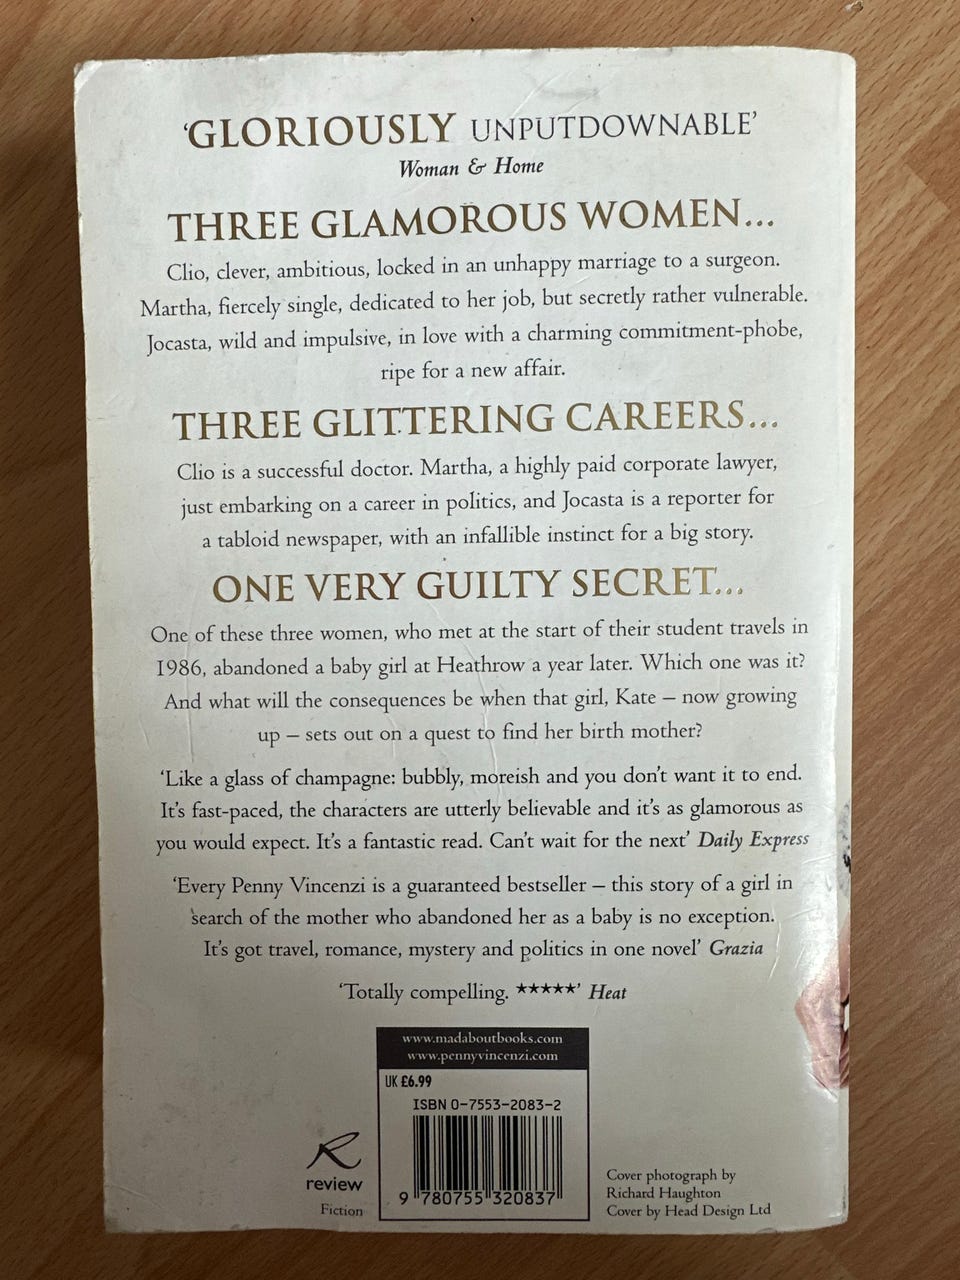 ‘GLORIOUSLY UNPUTDOWNABLE’
Woman & Home
THREE GLAMOROUS WOMEN...
Clio, clever, ambitious, locked in an unhappy marriage to a surgeon.
Martha, fiercely single, dedicated to her job, but secretly rather vulnerable.
Jocasta, wild and impulsive, in love with a charming commitment-phobe,
ripe for a new affair.
THREE GLITTERING CAREERS...
Clio is a successful doctor. Martha, a highly paid corporate lawyer,
just embarking on a career in politics, and Jocasta is a reporter for
a tabloid newspaper, with an infallible instinct for a big story.
ONE VERY GUILTY SECRET...
One of these three women, who met at the start of their student travels in
1986, abandoned a baby girl at Heathrow a year later. Which one was it?
And what will the consequences be when that girl, Kate – now growing
up – sets out on a quest to find her birth mother?
‘Like a glass of champagne: bubbly, moreish and you don’t want it to end.
It’s fast-paced, the characters are utterly believable and it’s as glamorous as
you would expect. It’s a fantastic read. Can’t wait for the next’ Daily Express
‘Every Penny Vincenzi is a guaranteed bestseller – this story of a girl in
search of the mother who abandoned her as a baby is no exception.
It’s got travel, romance, mystery and politics in one novel’ Grazia
‘Totally compelling. ★★★★★’ Heat
www.madaboutbooks.com
www.pennyvincenzi.com
UK £6.99
ISBN 0-7553-2083-2
9 780755 320837
R
review
Fiction
Cover photograph by
Richard Haughton
Cover by Head Design Ltd